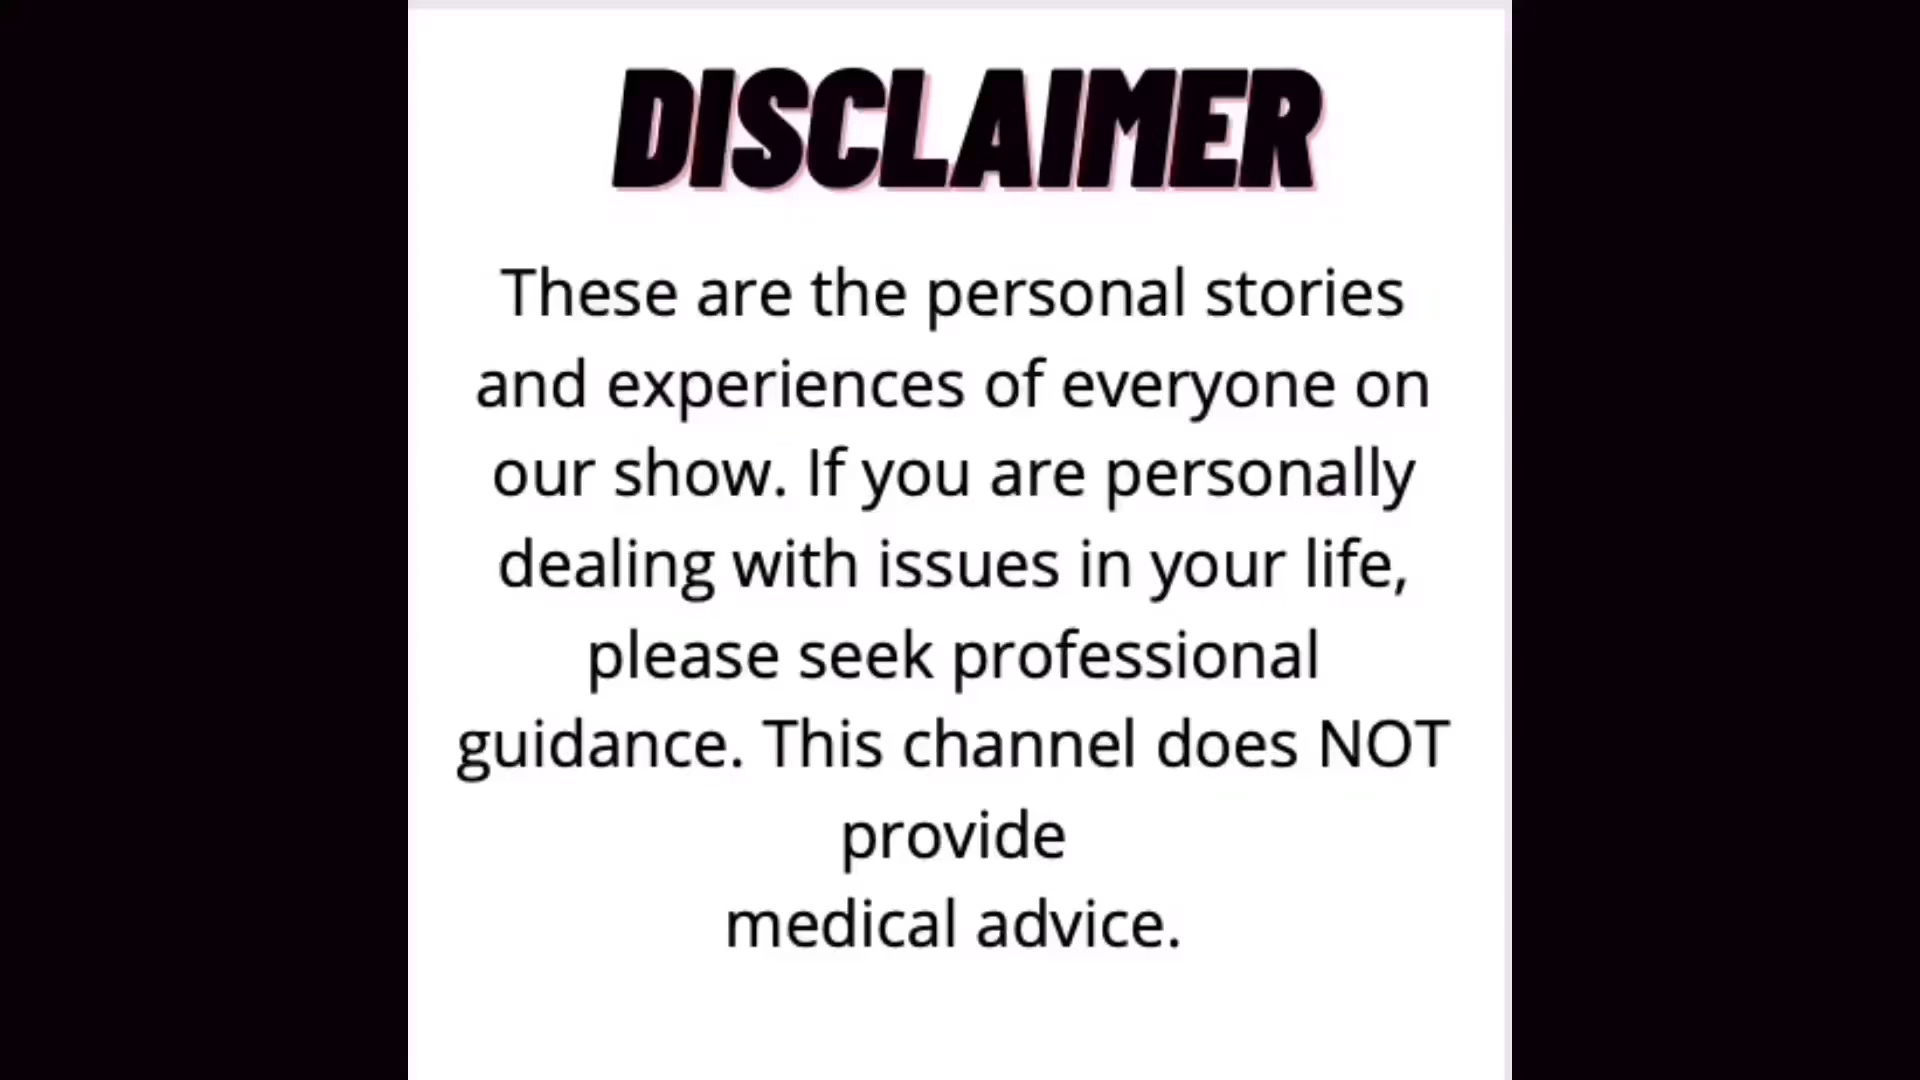 DISCLAIMER
These are the personal stories
and experiences of everyone on
our show. If you are personally
dealing with issues in your life,
please seek professional
guidance. This channel does NOT
provide
medical advice.